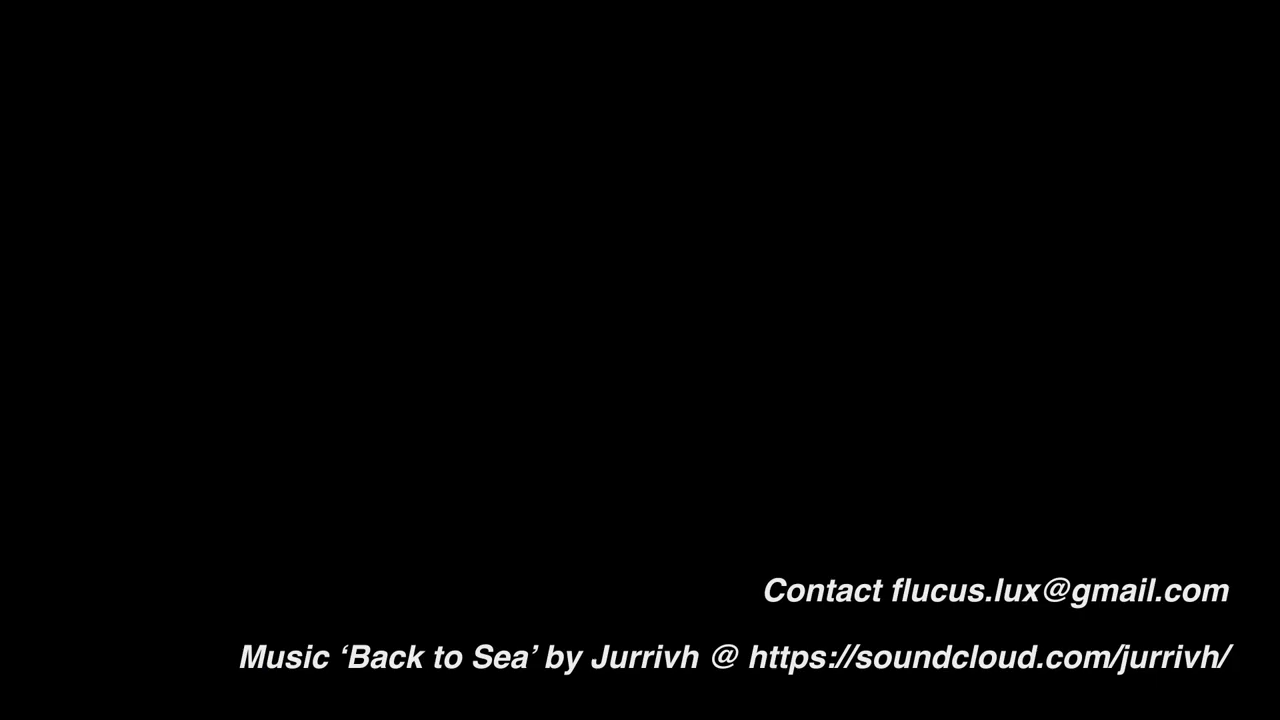 Contact flucus.lux@gmail.com
Music ‘Back to Sea’ by Jurrivh @ https://soundcloud.com/jurrivh/